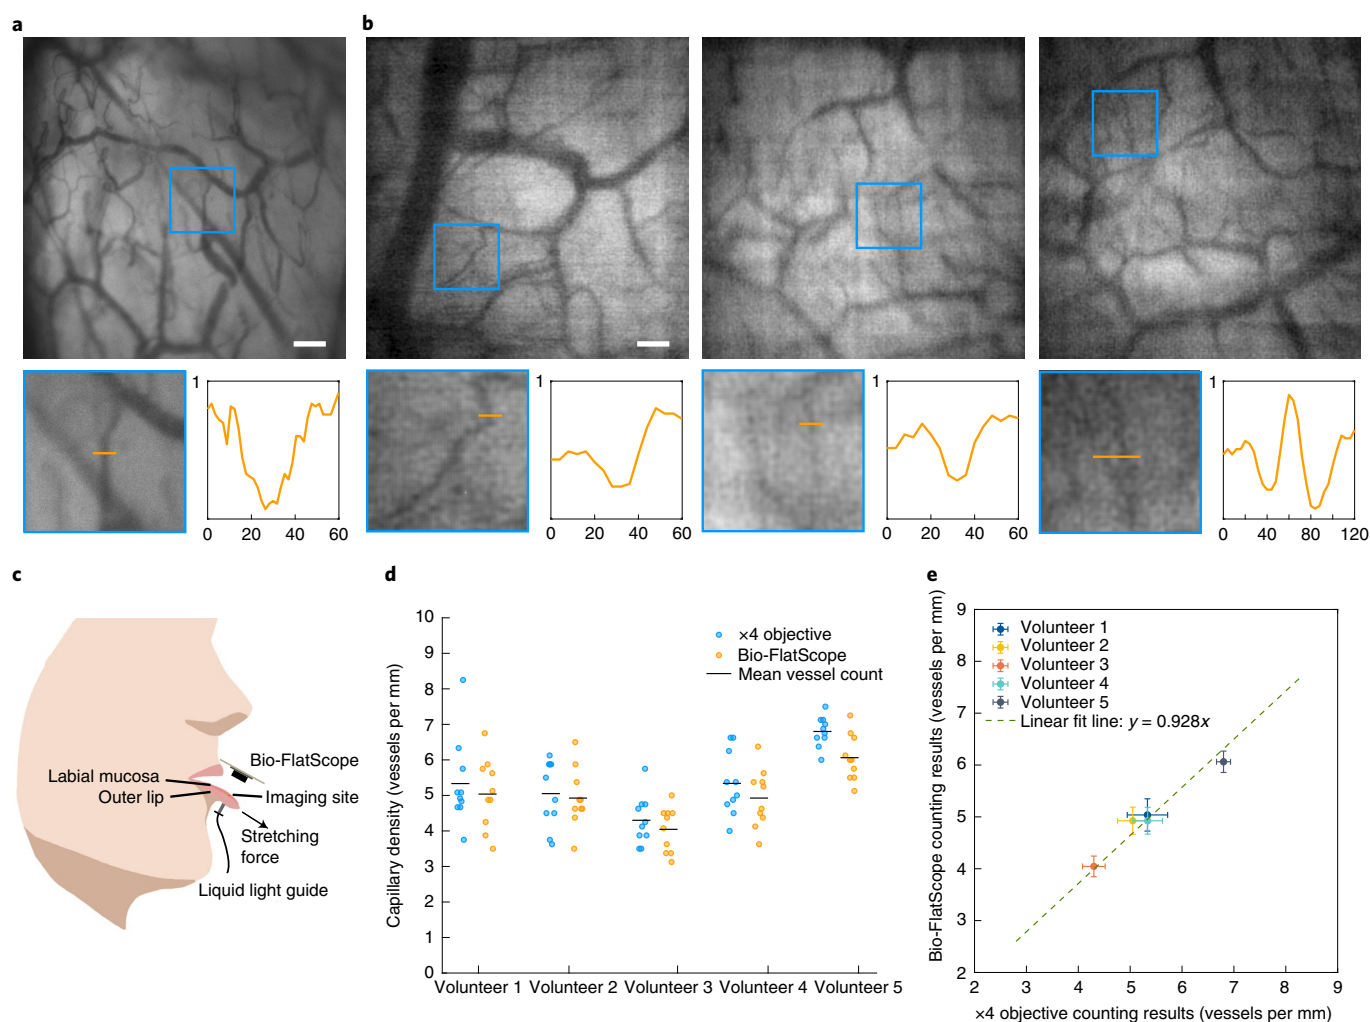 a
b
1
0 20 40 60
1
0 20 40 60
1
0 20 40 60
1
0 40 80 120
c
Labial mucosa
Outer lip
Bio-FlatScope
Imaging site
Stretching
force
Liquid light guide
d
Capillary density (vessels per mm)
10
9
8
7
6
5
4
3
2
1
0
×4 objective
Bio-FlatScope
Mean vessel count
Volunteer 1 Volunteer 2 Volunteer 3 Volunteer 4 Volunteer 5
e
Bio-FlatScope counting results (vessels per mm)
9
8
7
6
5
4
3
2
Volunteer 1
Volunteer 2
Volunteer 3
Volunteer 4
Volunteer 5
Linear fit line: y = 0.928x
2 3 4 5 6 7 8 9
×4 objective counting results (vessels per mm)